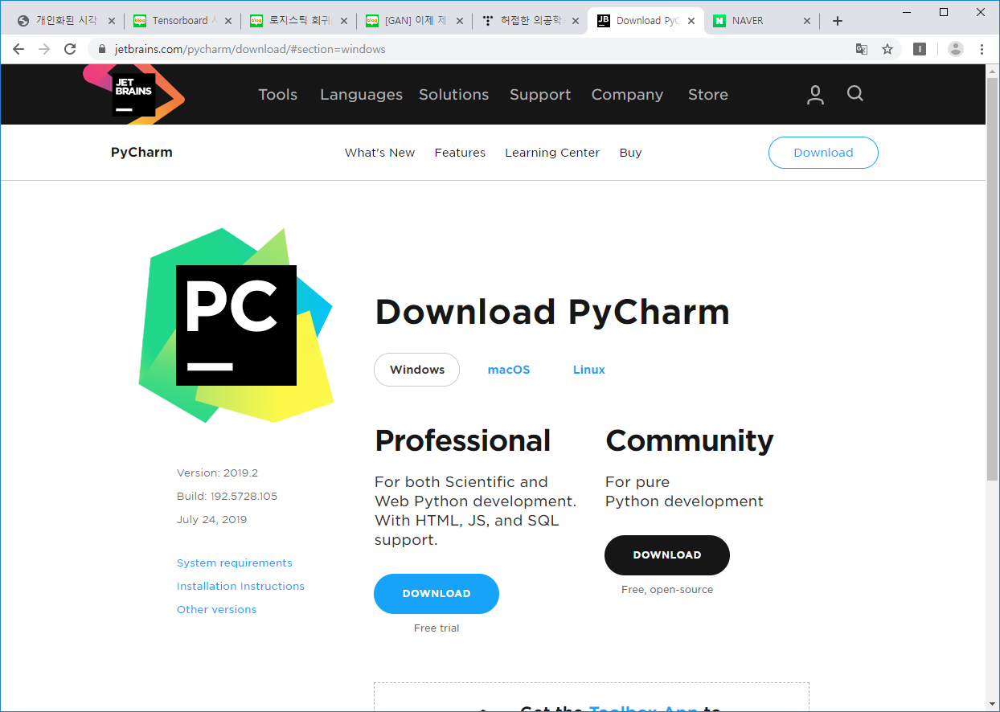 개인화된 시각
Tensorboard
로지스틱 회귀
[GAN] 이제 제
허접한 의공학
Download PyC
NAVER
jetbrains.com/pycharm/download/#section=windows
JET
BRAINS
Tools Languages Solutions Support Company Store
PyCharm What's New Features Learning Center Buy Download
PC
Download PyCharm
Windows macOS Linux
Professional
For both Scientific and
Web Python development.
With HTML, JS, and SQL
support.
DOWNLOAD
Free trial
Community
For pure
Python development
DOWNLOAD
Free, open-source
Version: 2019.2
Build: 192.5728.105
July 24, 2019
System requirements
Installation Instructions
Other versions
Get the Toolbox App to